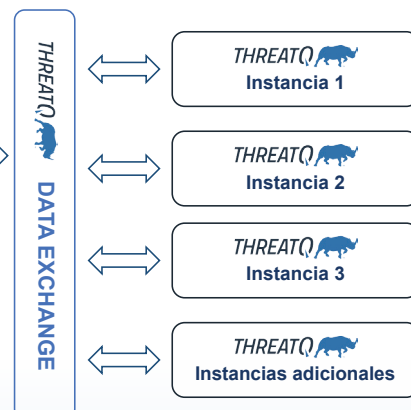 THREATQ
DATA EXCHANGE
THREATQ
Instancia 1
THREATQ
Instancia 2
THREATQ
Instancia 3
THREATQ
Instancias adicionales